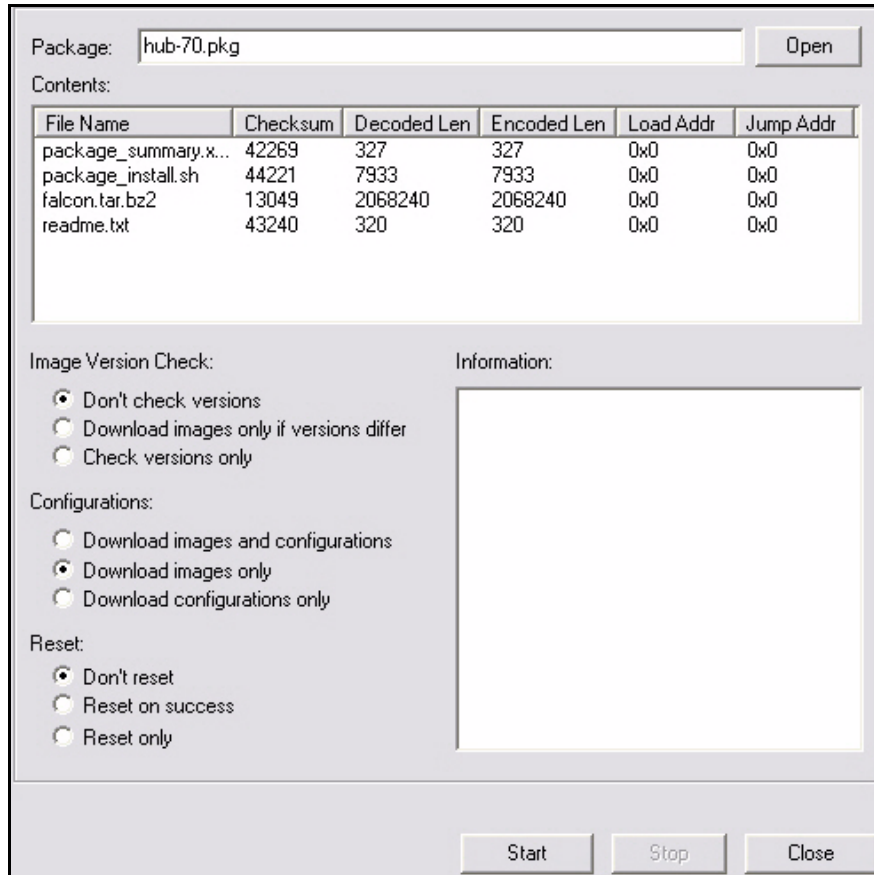 Package: hub-70.pkg Open
Contents:
File Name Checksum Decoded Len Encoded Len Load Addr Jump Addr
package_summary.x... 42269 327 327 0x0 0x0
package_install.sh 44221 7933 7933 0x0 0x0
falcon.tar.bz2 13049 2068240 2068240 0x0 0x0
readme.txt 43240 320 320 0x0 0x0
Image Version Check:
Don't check versions
Download images only if versions differ
Check versions only
Configurations:
Download images and configurations
Download images only
Download configurations only
Reset:
Don't reset
Reset on success
Reset only
Information:
Start Stop Close